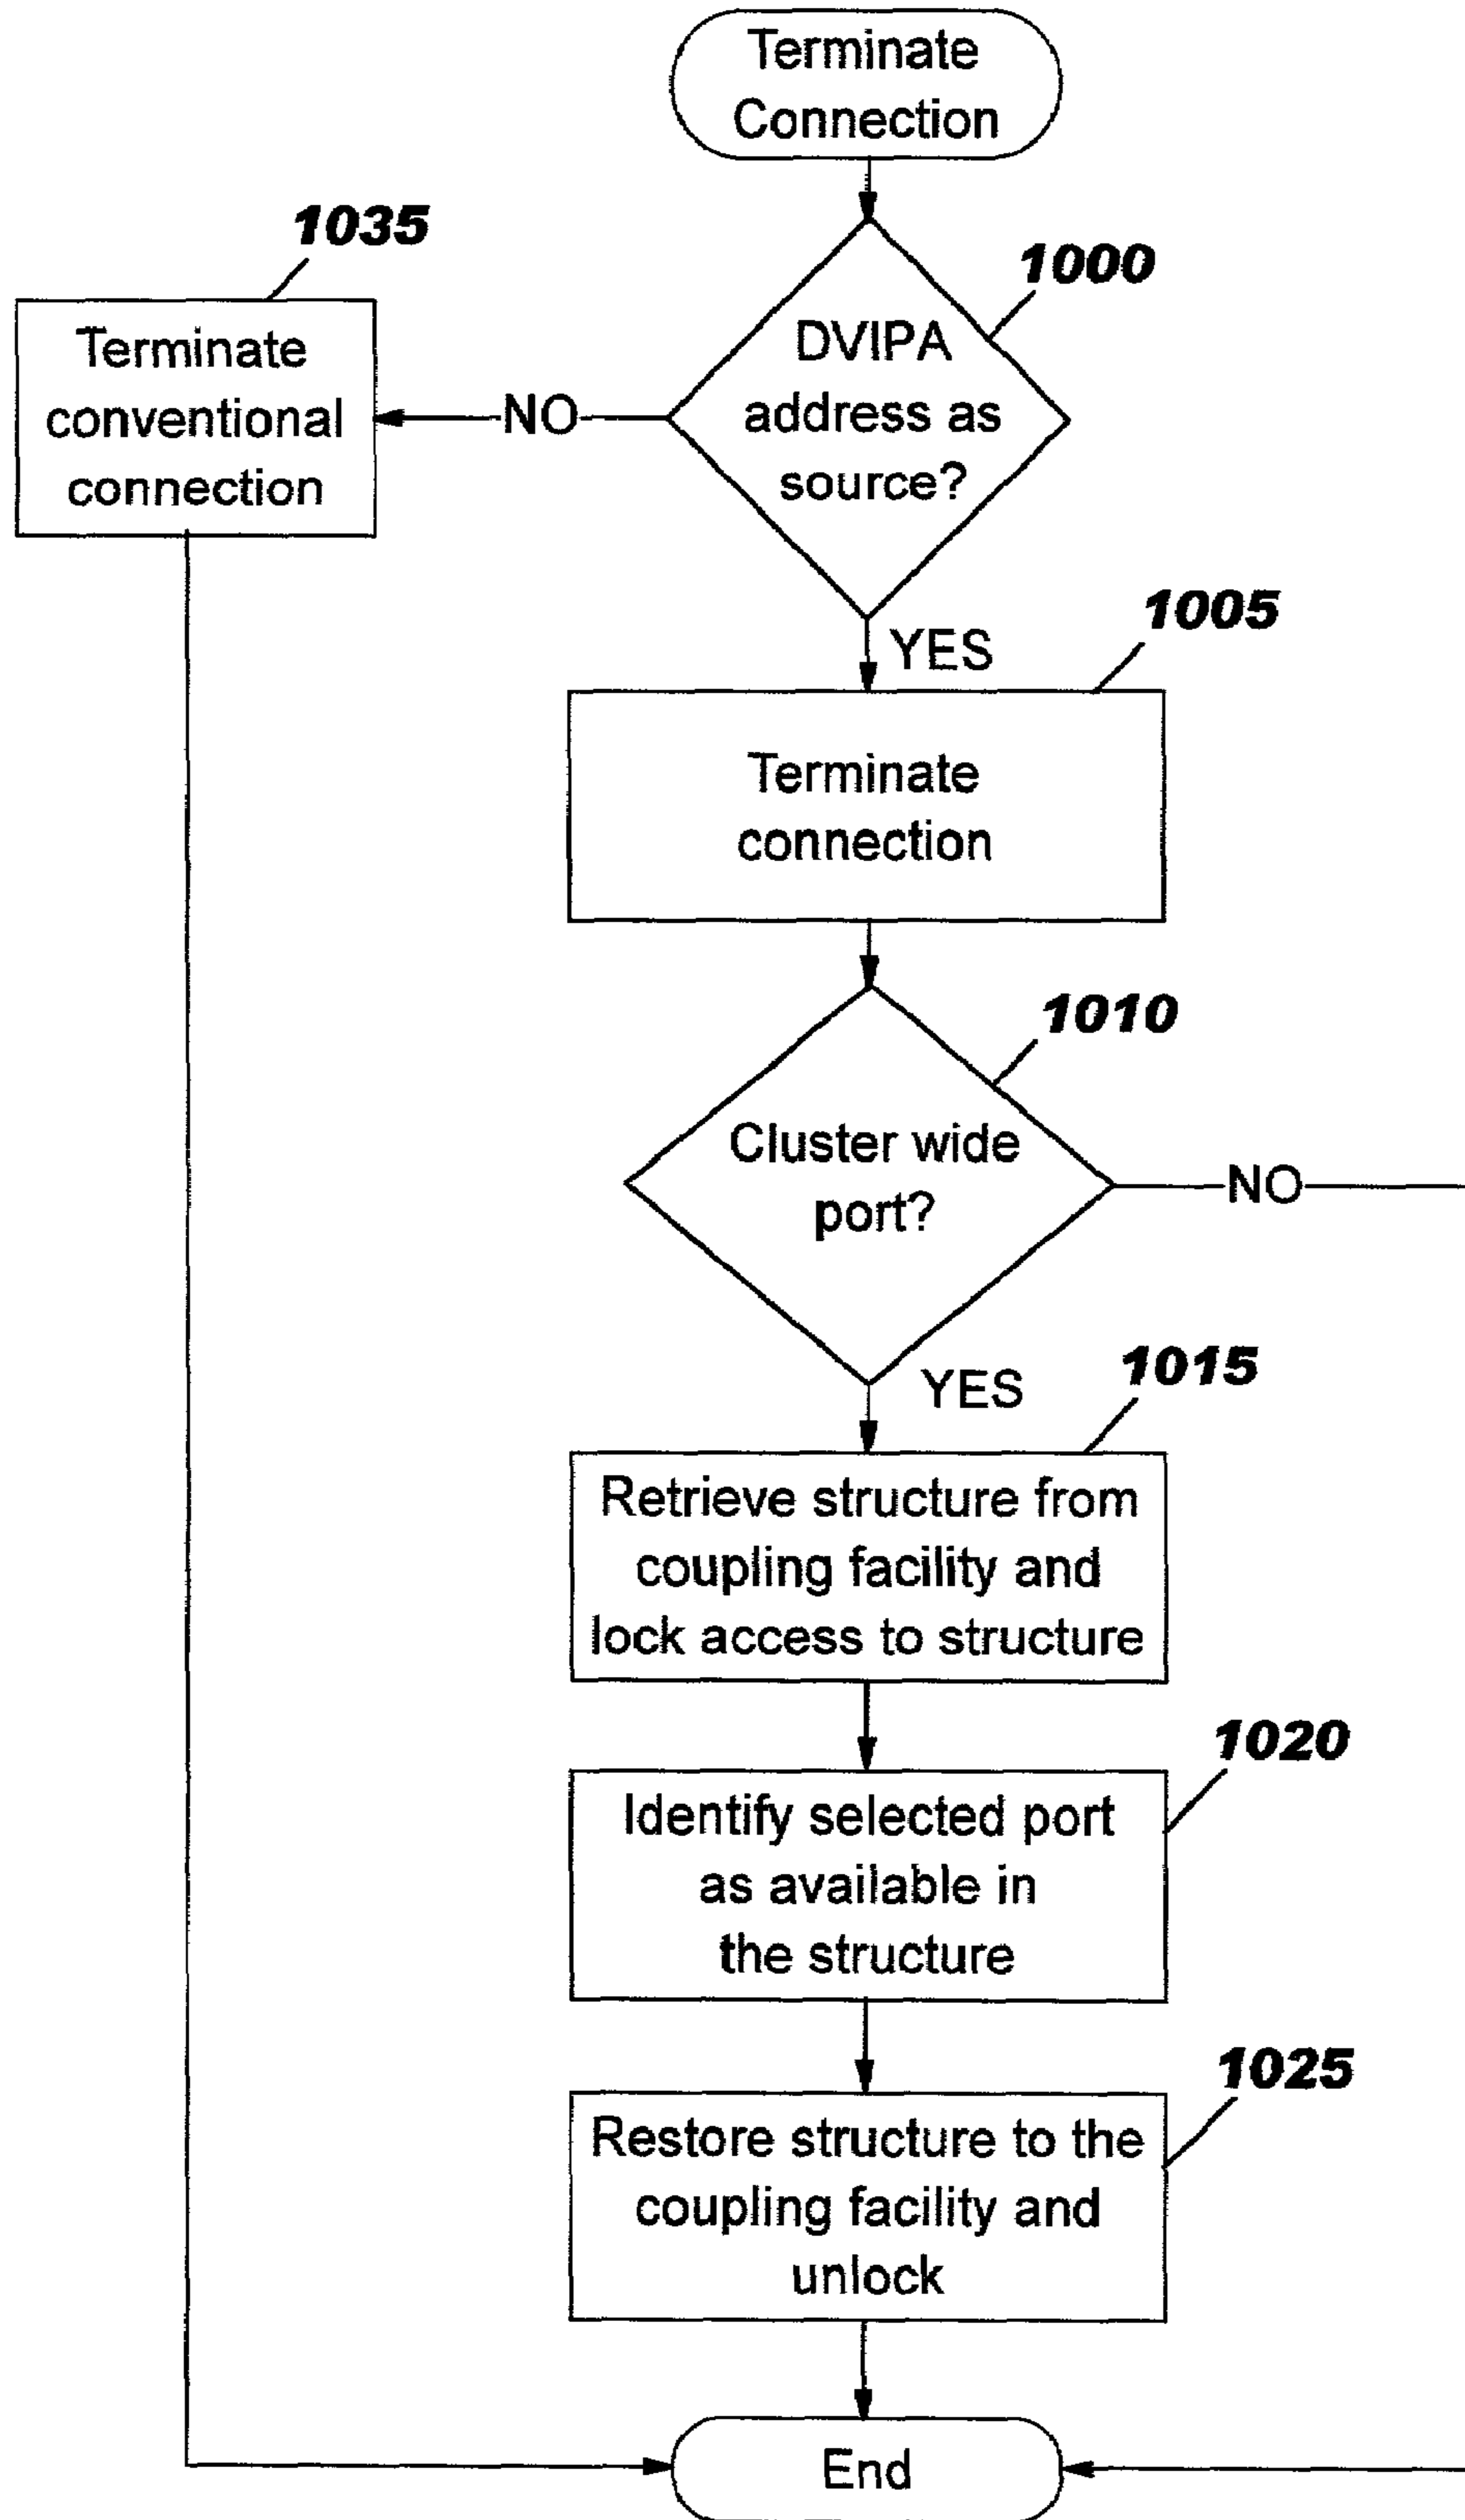 Terminate
Connection
1035
1000
Terminate
conventional
connection
NO
DVIPA
address as
source?
YES
1005
Terminate
connection
1010
Cluster wide
port?
NO
YES
1015
Retrieve structure from
coupling facility and
lock access to structure
1020
Identify selected port
as available in
the structure
1025
Restore structure to the
coupling facility and
unlock
End